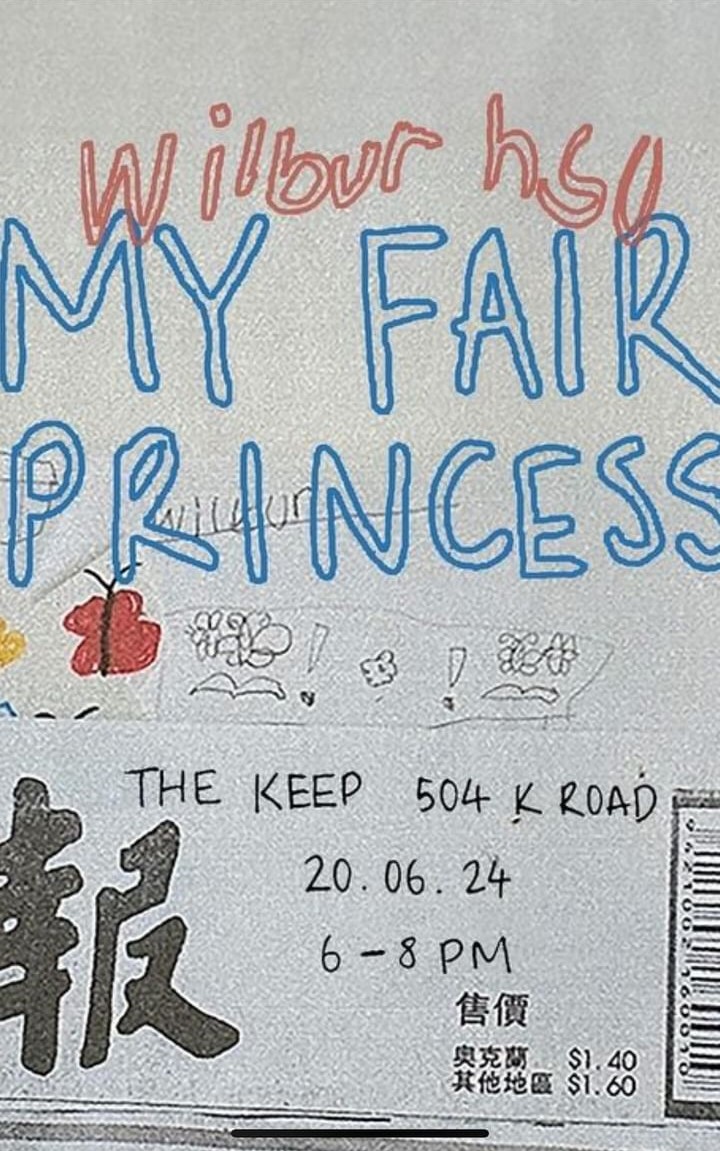 Wilbur hsu
MY FAIR
PRINCESS
wilbur
THE KEEP 504 K ROAD
20.06.24
6-8 PM
報
售價
奥克蘭 $1.40
其他地區 $1.60